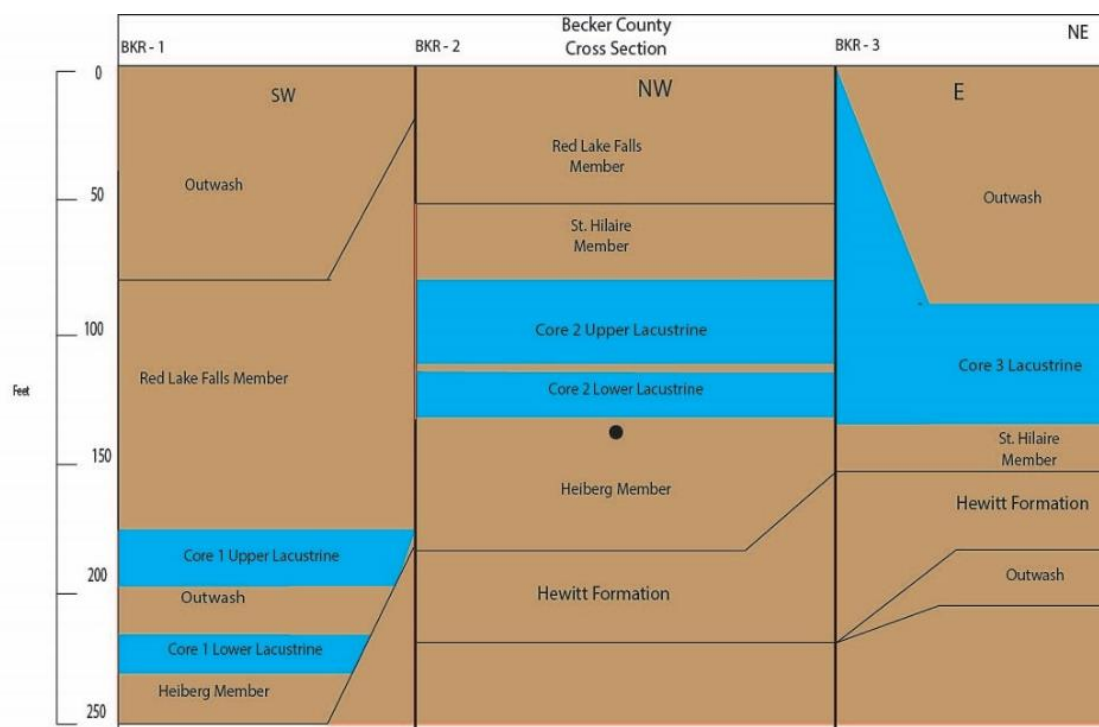 Becker County
Cross Section
BKR - 1
BKR - 2
BKR - 3
NE
0
50
100
Feet
150
200
250
SW
Outwash
Red Lake Falls Member
Core 1 Upper Lacustrine
Outwash
Core 1 Lower Lacustrine
Heiberg Member
NW
Red Lake Falls
Member
St. Hilaire
Member
Core 2 Upper Lacustrine
Core 2 Lower Lacustrine
Heiberg Member
Hewitt Formation
E
Outwash
Core 3 Lacustrine
St. Hilaire
Member
Hewitt Formation
Outwash